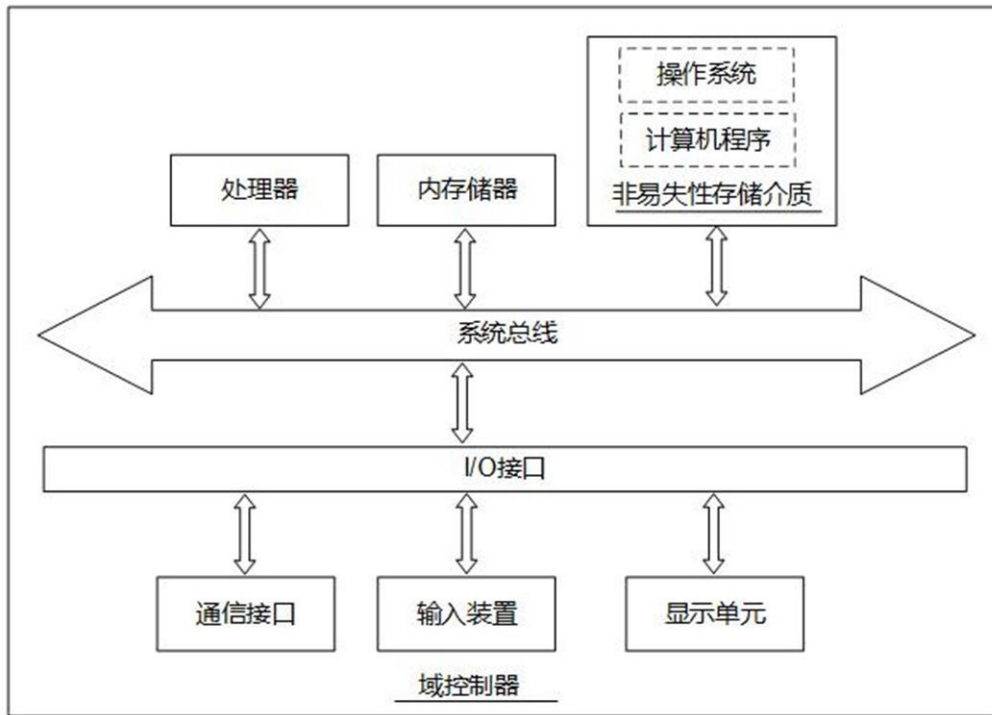 操作系统
计算机程序
处理器
内存储器
非易失性存储介质
系统总线
I/O接口
通信接口
输入装置
显示单元
域控制器